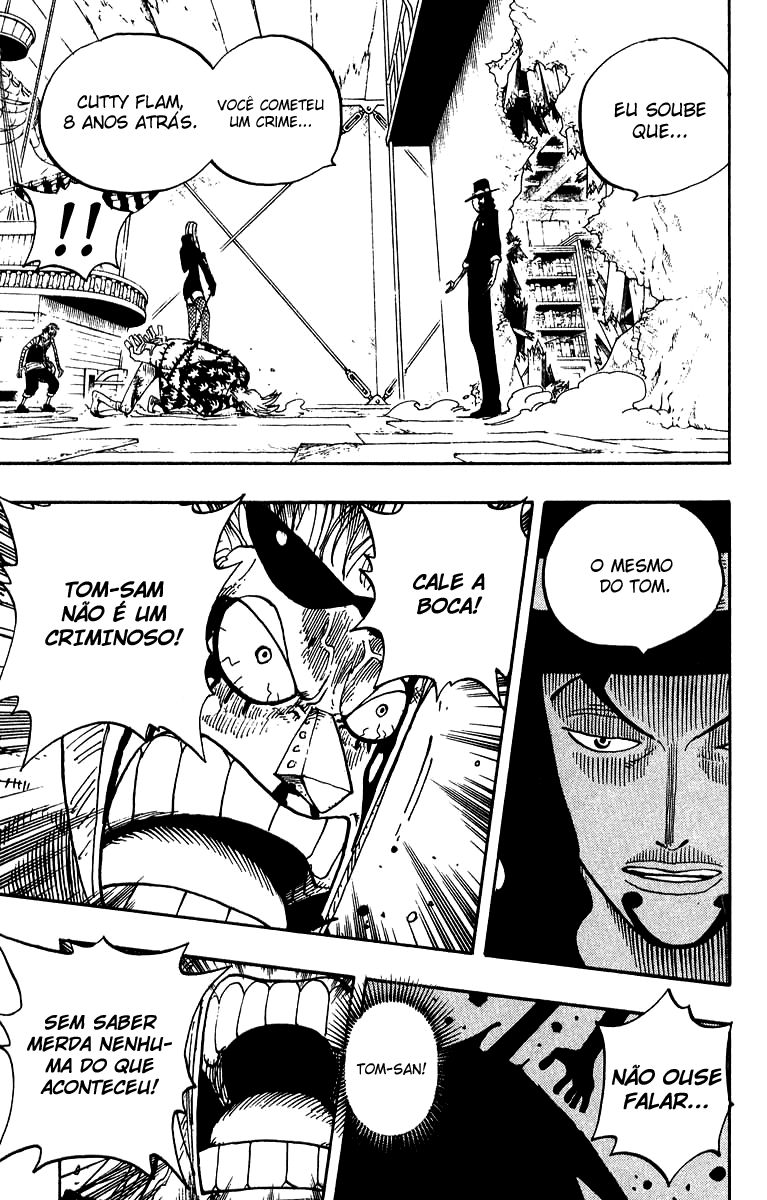 EU SOUBE
QUE...
VOCÊ COMETEU
UM CRIME...
CUTTY FLAM,
8 ANOS ATRÁS.
!!
O MESMO
DO TOM.
CALE A
BOCA!
TOM-SAM
NÃO É UM
CRIMINOSO!
NÃO OUSE
FALAR...
TOM-SAN!
SEM SABER
MERDA NENHU-
MA DO QUE
ACONTECEU!